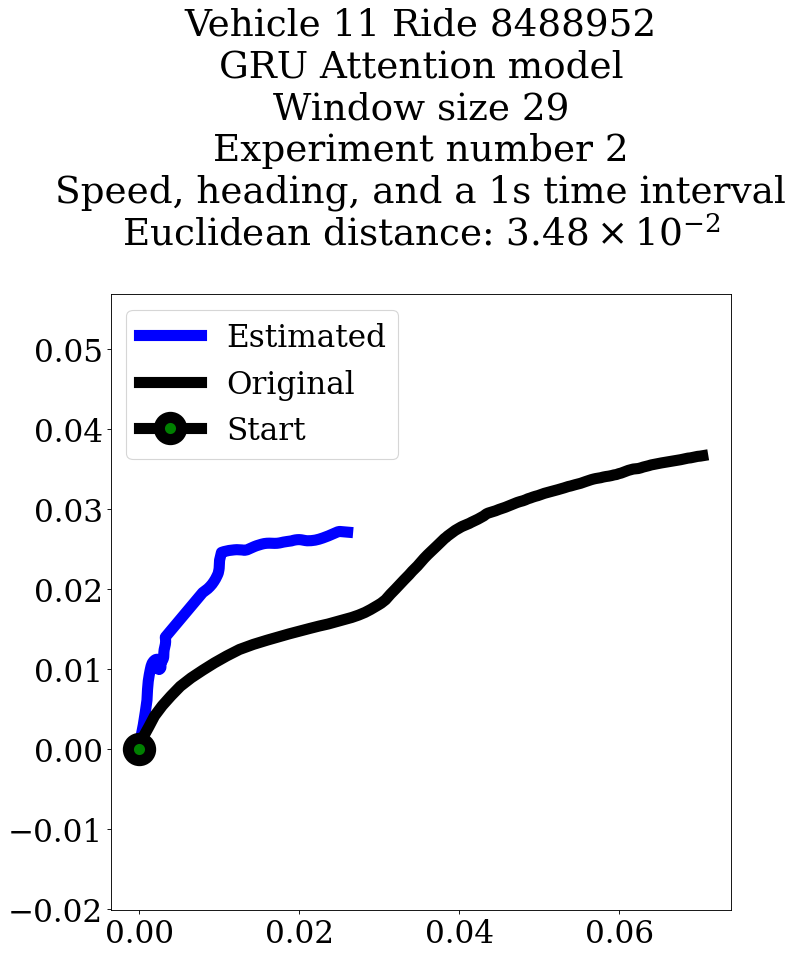 Vehicle 11 Ride 8488952
GRU Attention model
Window size 29
Experiment number 2
Speed, heading, and a 1s time interval
Euclidean distance: 3.48 × 10⁻²
Estimated
Original
Start
0.05
0.04
0.03
0.02
0.01
0.00
−0.01
−0.02
0.00 0.02 0.04 0.06